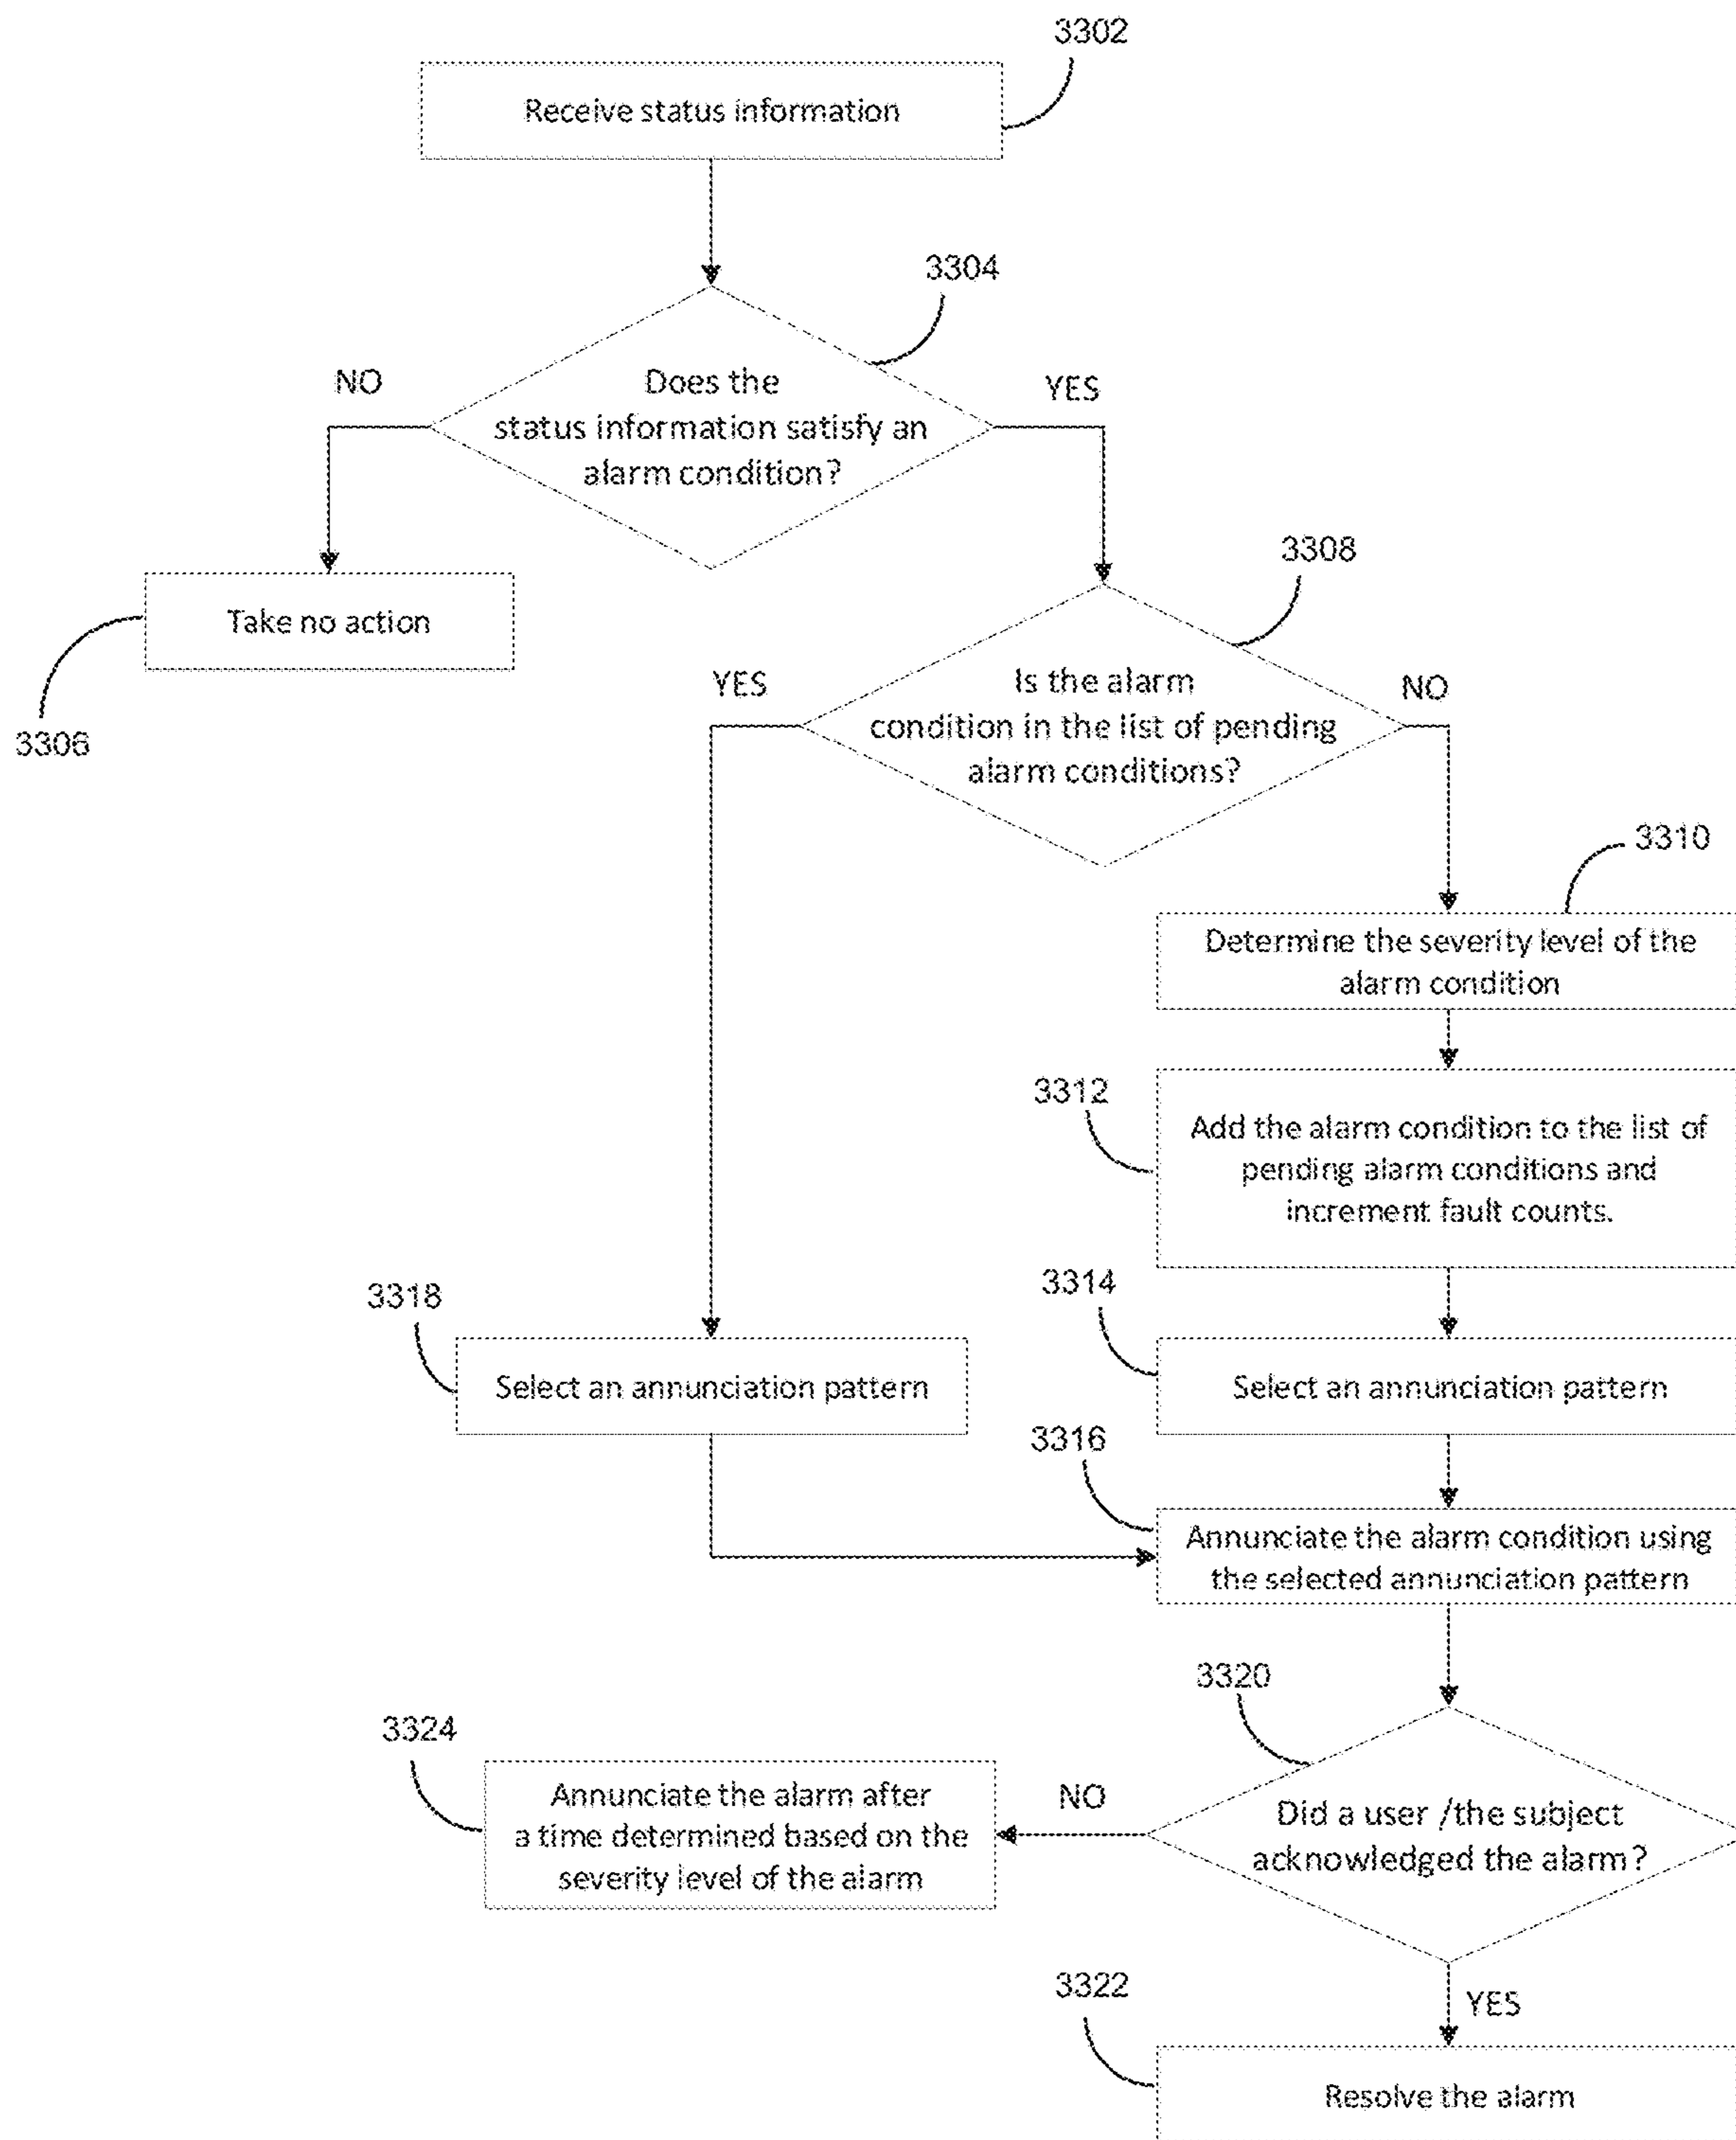 3302
Receive status information
3304
NO
Does the
YES
status information satisfy an
alarm condition?
3308
Take no action
3306
YES
Is the alarm
NO
condition in the list of pending
alarm conditions?
3310
Determine the severity level of the
alarm condition
3312
Add the alarm condition to the list of
pending alarm conditions and
increment fault counts.
3318
3314
Select an annunciation pattern
Select an annunciation pattern
3316
Annunciate the alarm condition using
the selected annunciation pattern
3320
3324
Annunciate the alarm after
a time determined based on the
severity level of the alarm
NO
Did a user /the subject
acknowledged the alarm?
3322
YES
Resolve the alarm